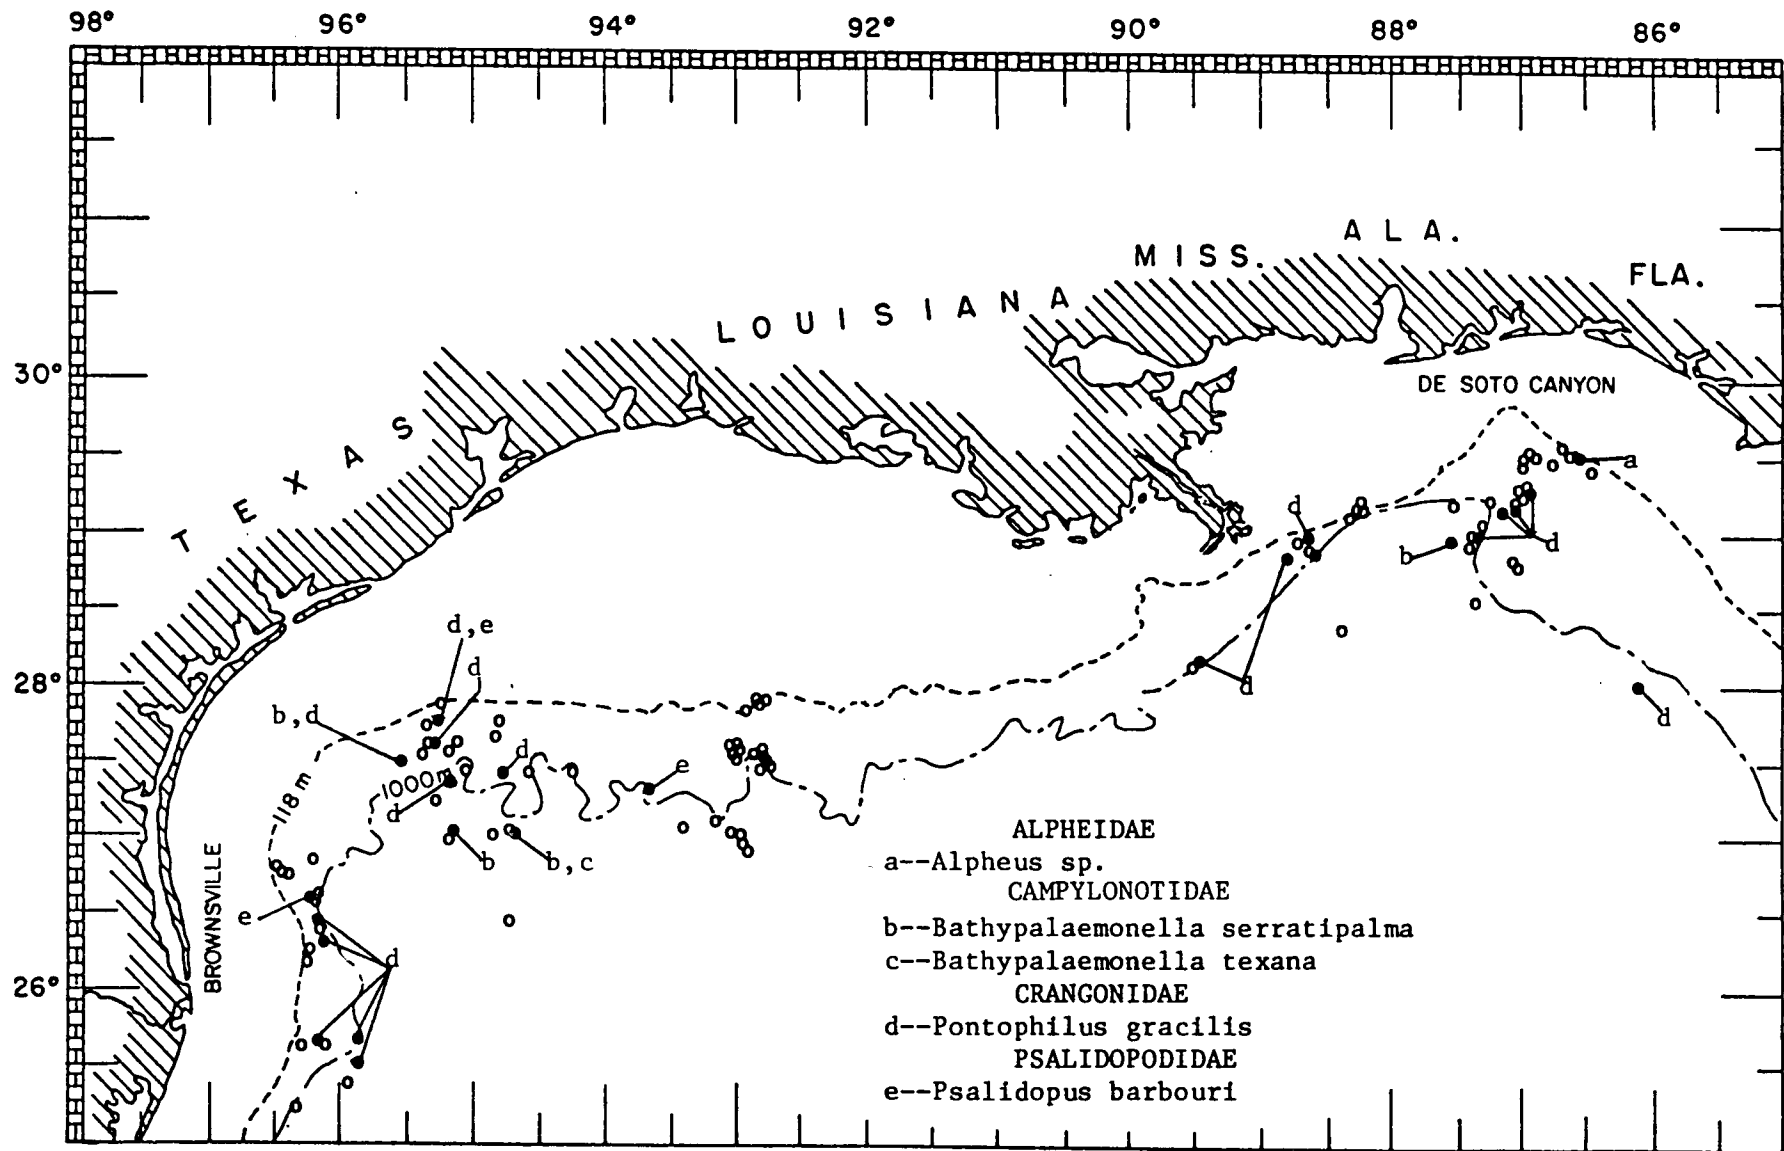 98° 96° 94° 92° 90° 88° 86°
ALA.
MISS.
FLA.
LOUISIANA
30°
DE SOTO CANYON
TEXAS
a
d
b
d
d,e
d
28°
d
d
b,d
d
e
1000m
118 m
d
ALPHEIDAE
b
b,c
a--Alpheus sp.
CAMPYLONOTIDAE
BROWNSVILLE
e
b--Bathypalaemonella serratipalma
d
c--Bathypalaemonella texana
26°
CRANGONIDAE
d--Pontophilus gracilis
PSALIDOPODIDAE
e--Psalidopus barbouri